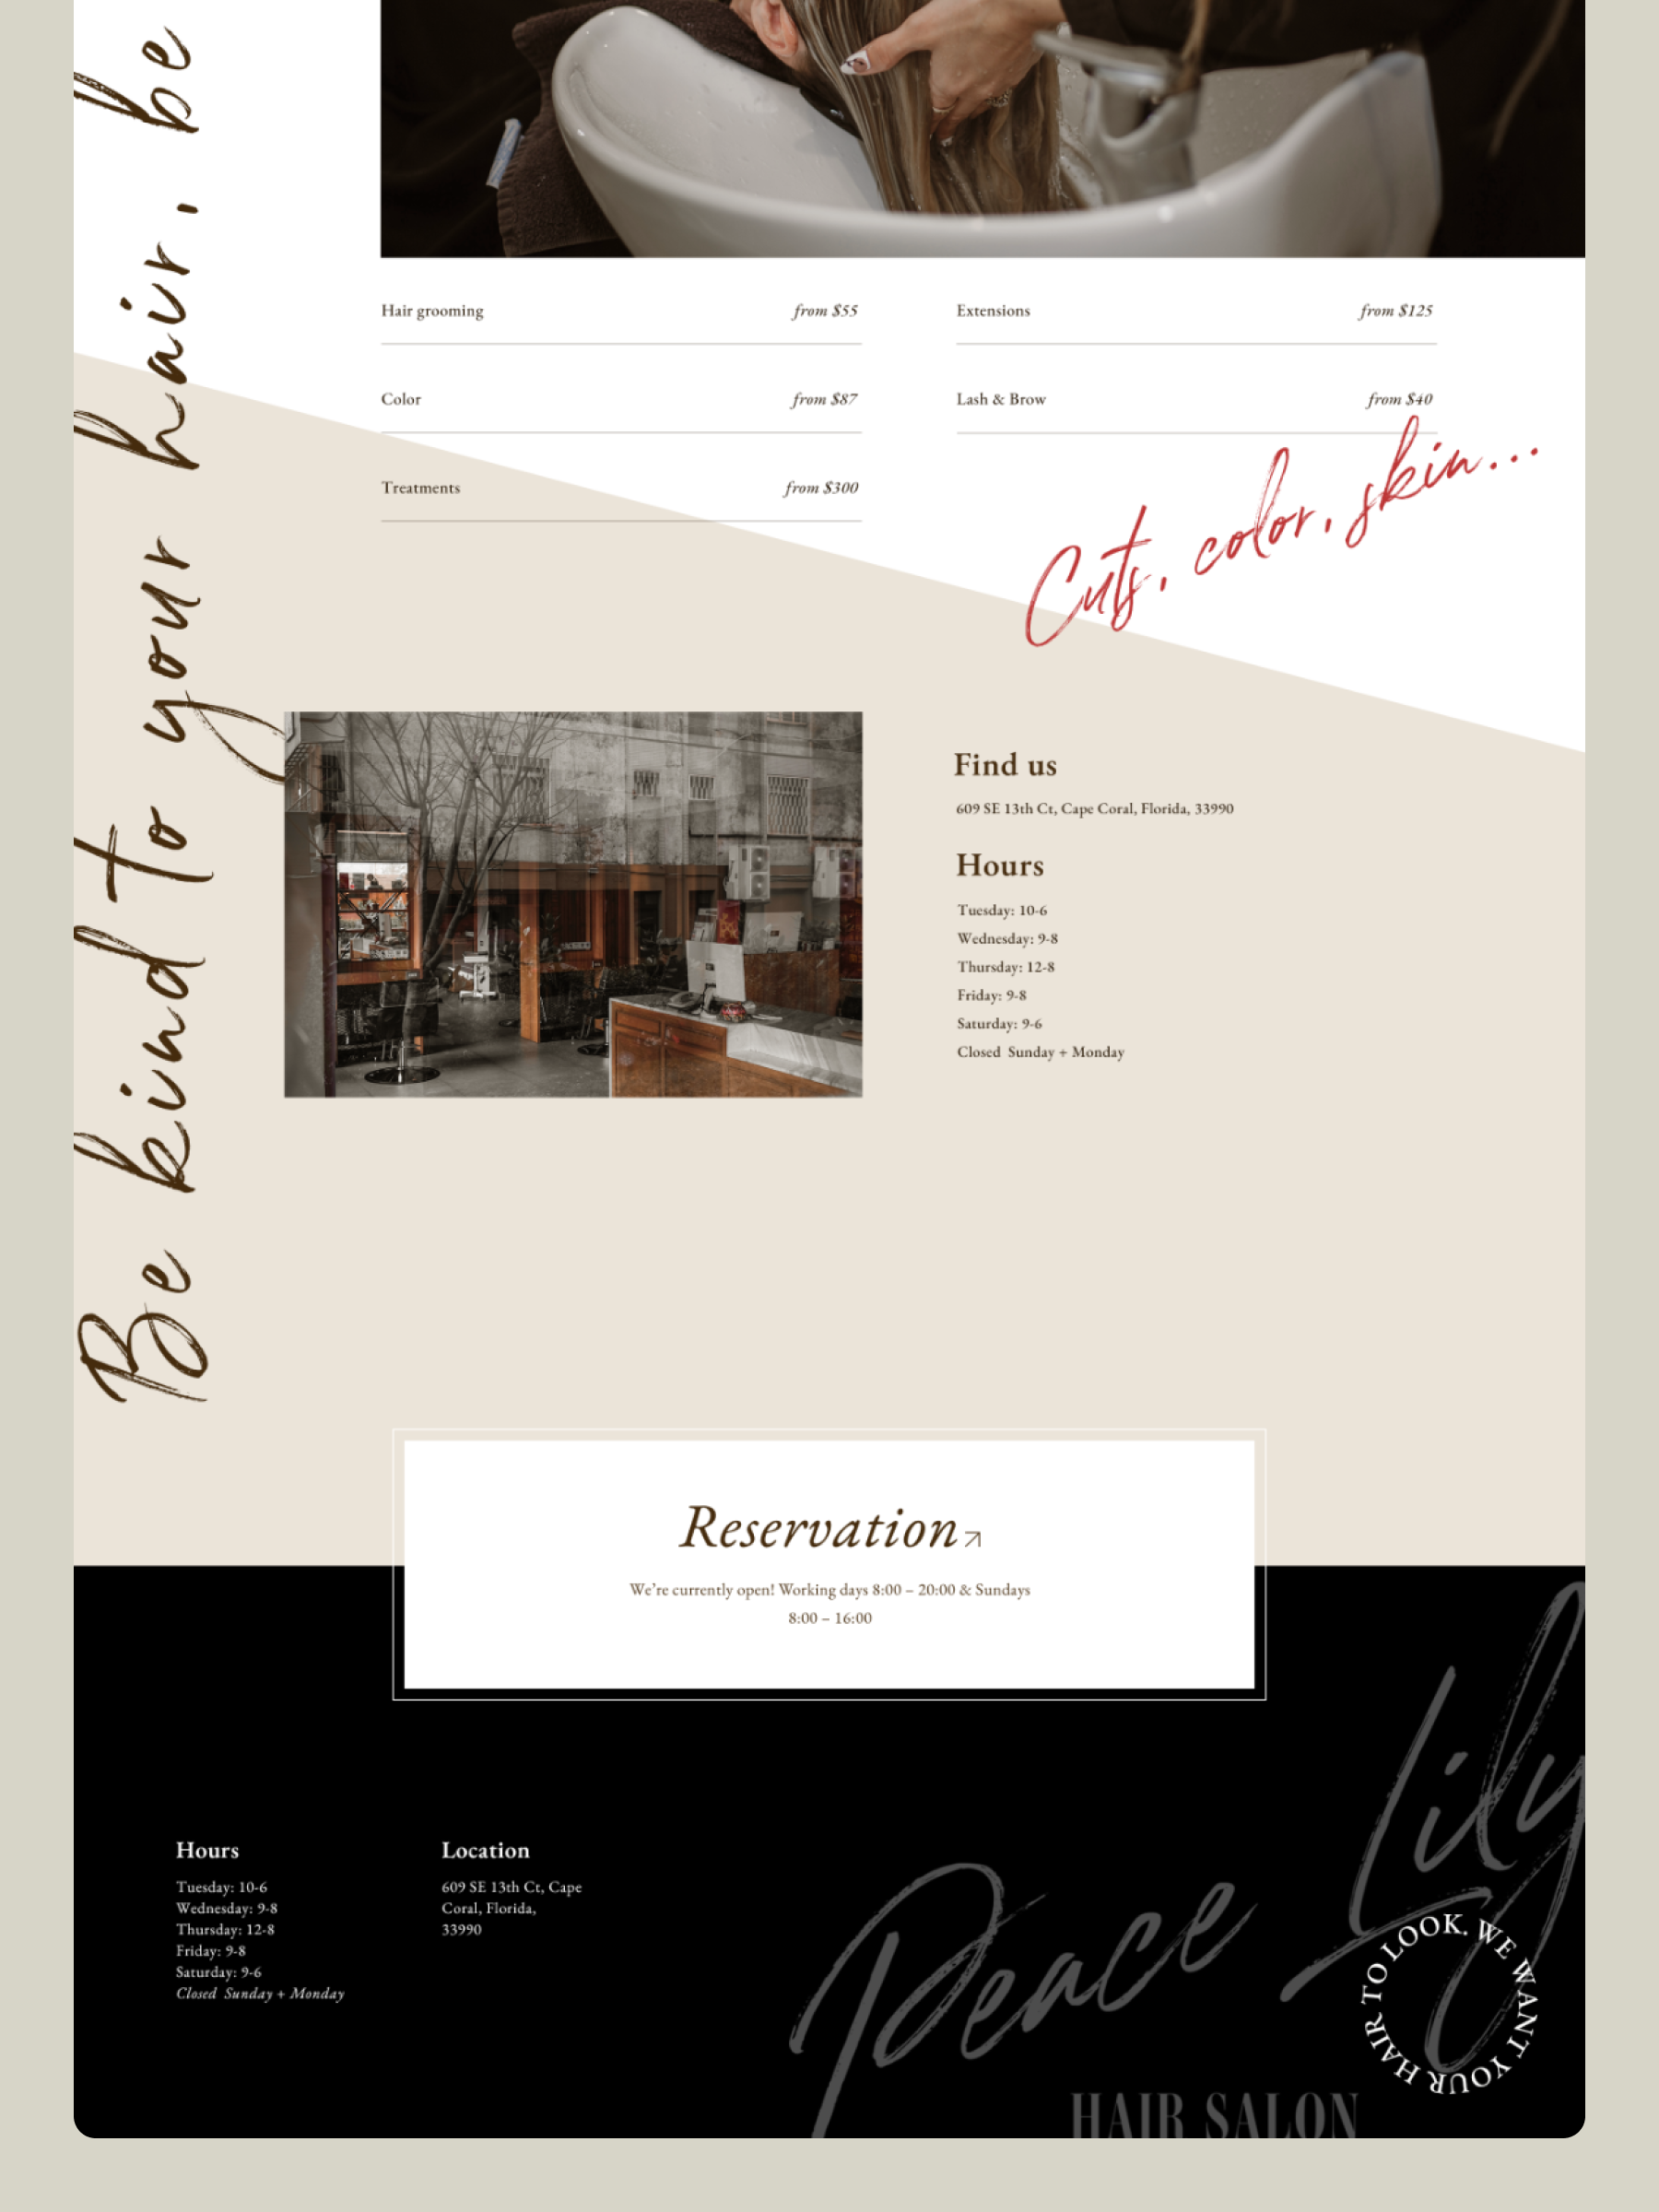 Be kind to your hair, be
Hair grooming from $55
Extensions from $125
Color from $87
Lash & Brow from $40
Treatments from $300
Cuts, color, skin...
Find us
609 SE 13th Ct, Cape Coral, Florida, 33990
Hours
Tuesday: 10-6
Wednesday: 9-8
Thursday: 12-8
Friday: 9-8
Saturday: 9-6
Closed Sunday + Monday
Reservation
We’re currently open! Working days 8:00 – 20:00 & Sundays
8:00 – 16:00
Hours
Tuesday: 10-6
Wednesday: 9-8
Thursday: 12-8
Friday: 9-8
Saturday: 9-6
Closed Sunday + Monday
Location
609 SE 13th Ct, Cape
Coral, Florida,
33990
Peace Lily
HAIR SALON
WE WANT YOUR HAIR TO LOOK.